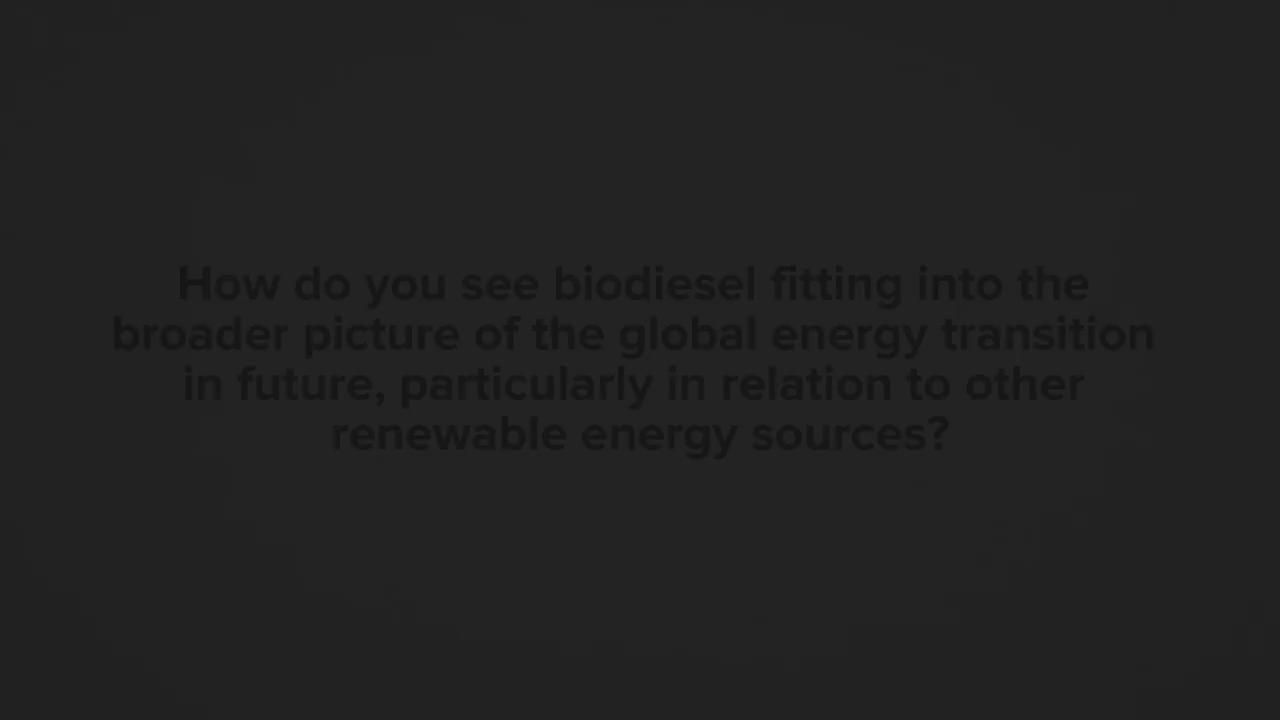 How do you see biodiesel fitting into the
broader picture of the global energy transition
in future, particularly in relation to other
renewable energy sources?